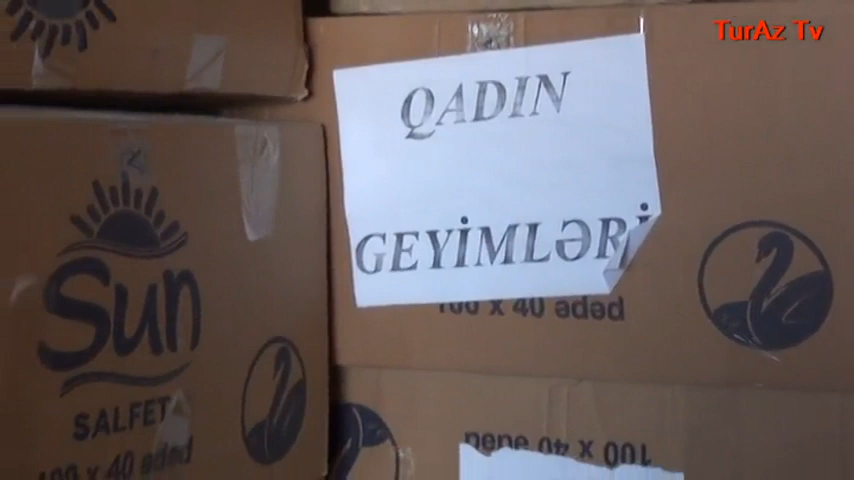 TurAz Tv
QADIN
GEYİMLƏRİ
100 x 40 ədəd
Sun
SALFET
100 x 40 ədəd
100 x 40 ədəd